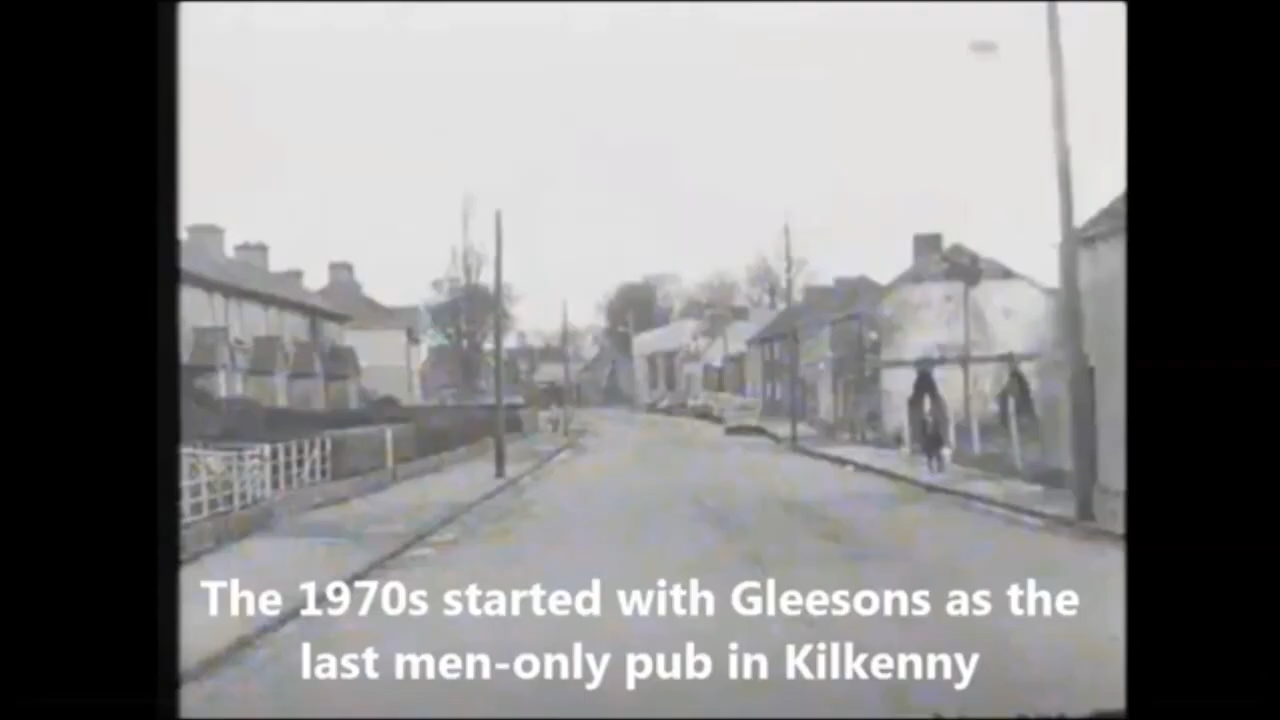 The 1970s started with Gleesons as the
last men-only pub in Kilkenny